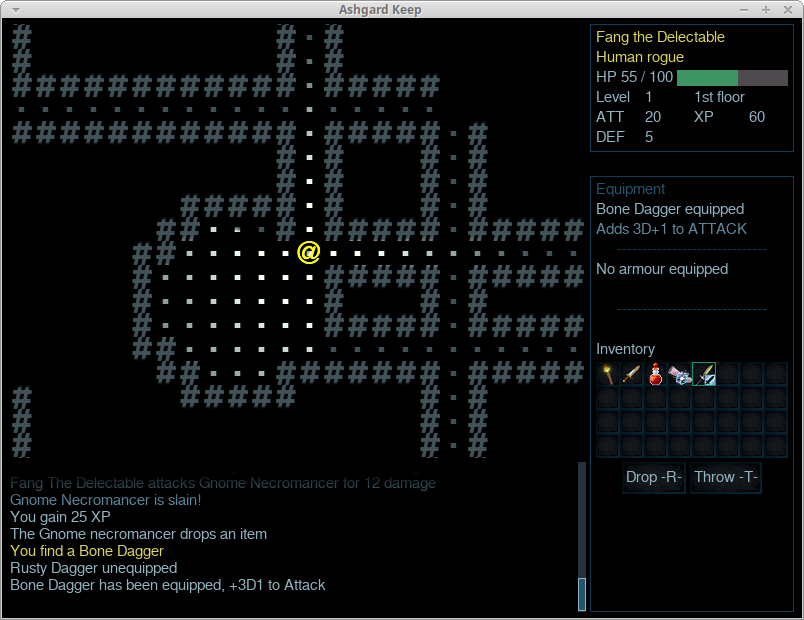 Ashgard Keep
Fang the Delectable
Human rogue
HP 55 / 100
Level 1 1st floor
ATT 20 XP 60
DEF 5
Equipment
Bone Dagger equipped
Adds 3D+1 to ATTACK
No armour equipped
Inventory
Drop -R- Throw -T-
Fang The Delectable attacks Gnome Necromancer for 12 damage
Gnome Necromancer is slain!
You gain 25 XP
The Gnome necromancer drops an item
You find a Bone Dagger
Rusty Dagger unequipped
Bone Dagger has been equipped, +3D1 to Attack